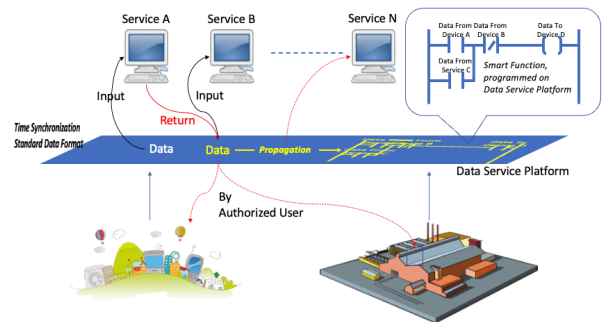 Service A
Service B
Service N
Data From
Device A
Data From
Device B
Data To
Device D
Data From
Service C
Smart Function,
programmed on
Data Service Platform
Input
Input
Return
Time Synchronization
Standard Data Format
Data
Data
Propagation
Data Service Platform
By
Authorized User